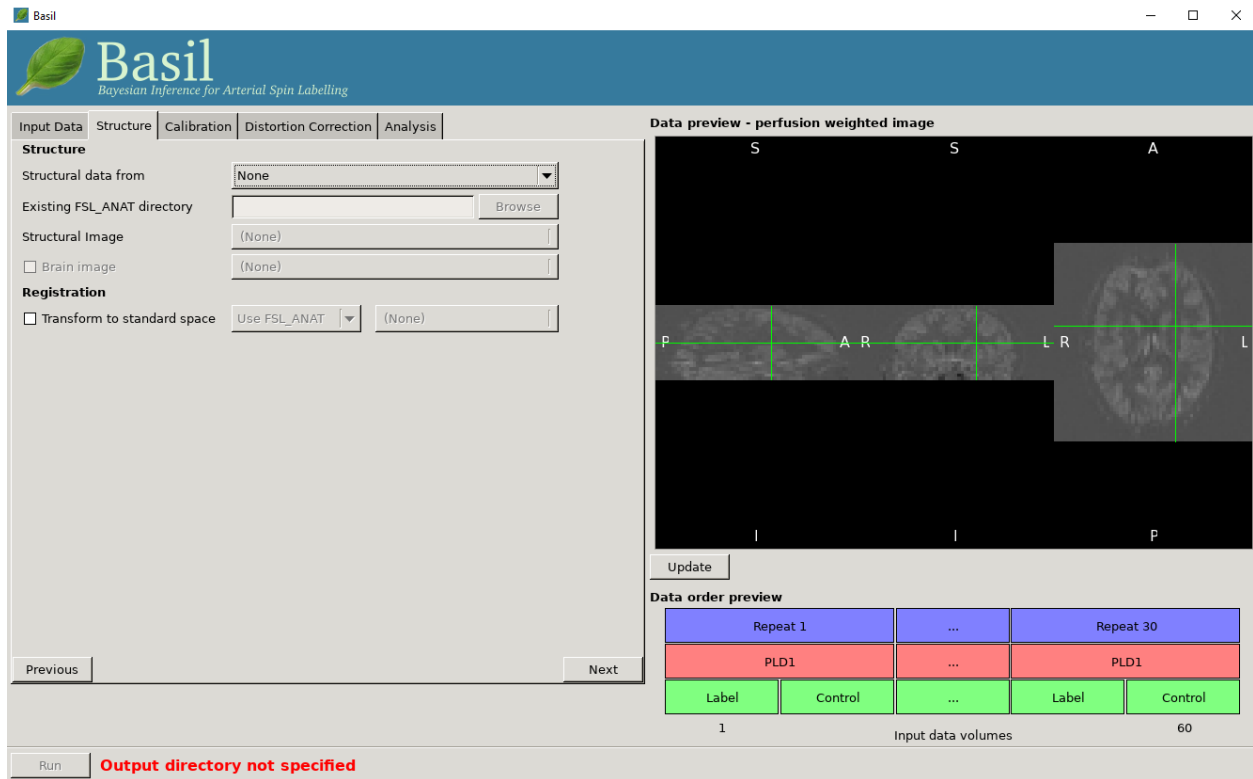 Basil
Basil
Bayesian Inference for Arterial Spin Labelling
Input Data Structure Calibration Distortion Correction Analysis
Structure
Structural data from None
Existing FSL_ANAT directory Browse
Structural Image (None)
Brain image (None)
Registration
Transform to standard space Use FSL_ANAT (None)
Previous Next
Data preview - perfusion weighted image
S S A
P A R L R L
I I P
Update
Data order preview
Repeat 1 ... Repeat 30
PLD1 ... PLD1
Label Control ... Label Control
1 Input data volumes 60
Run Output directory not specified